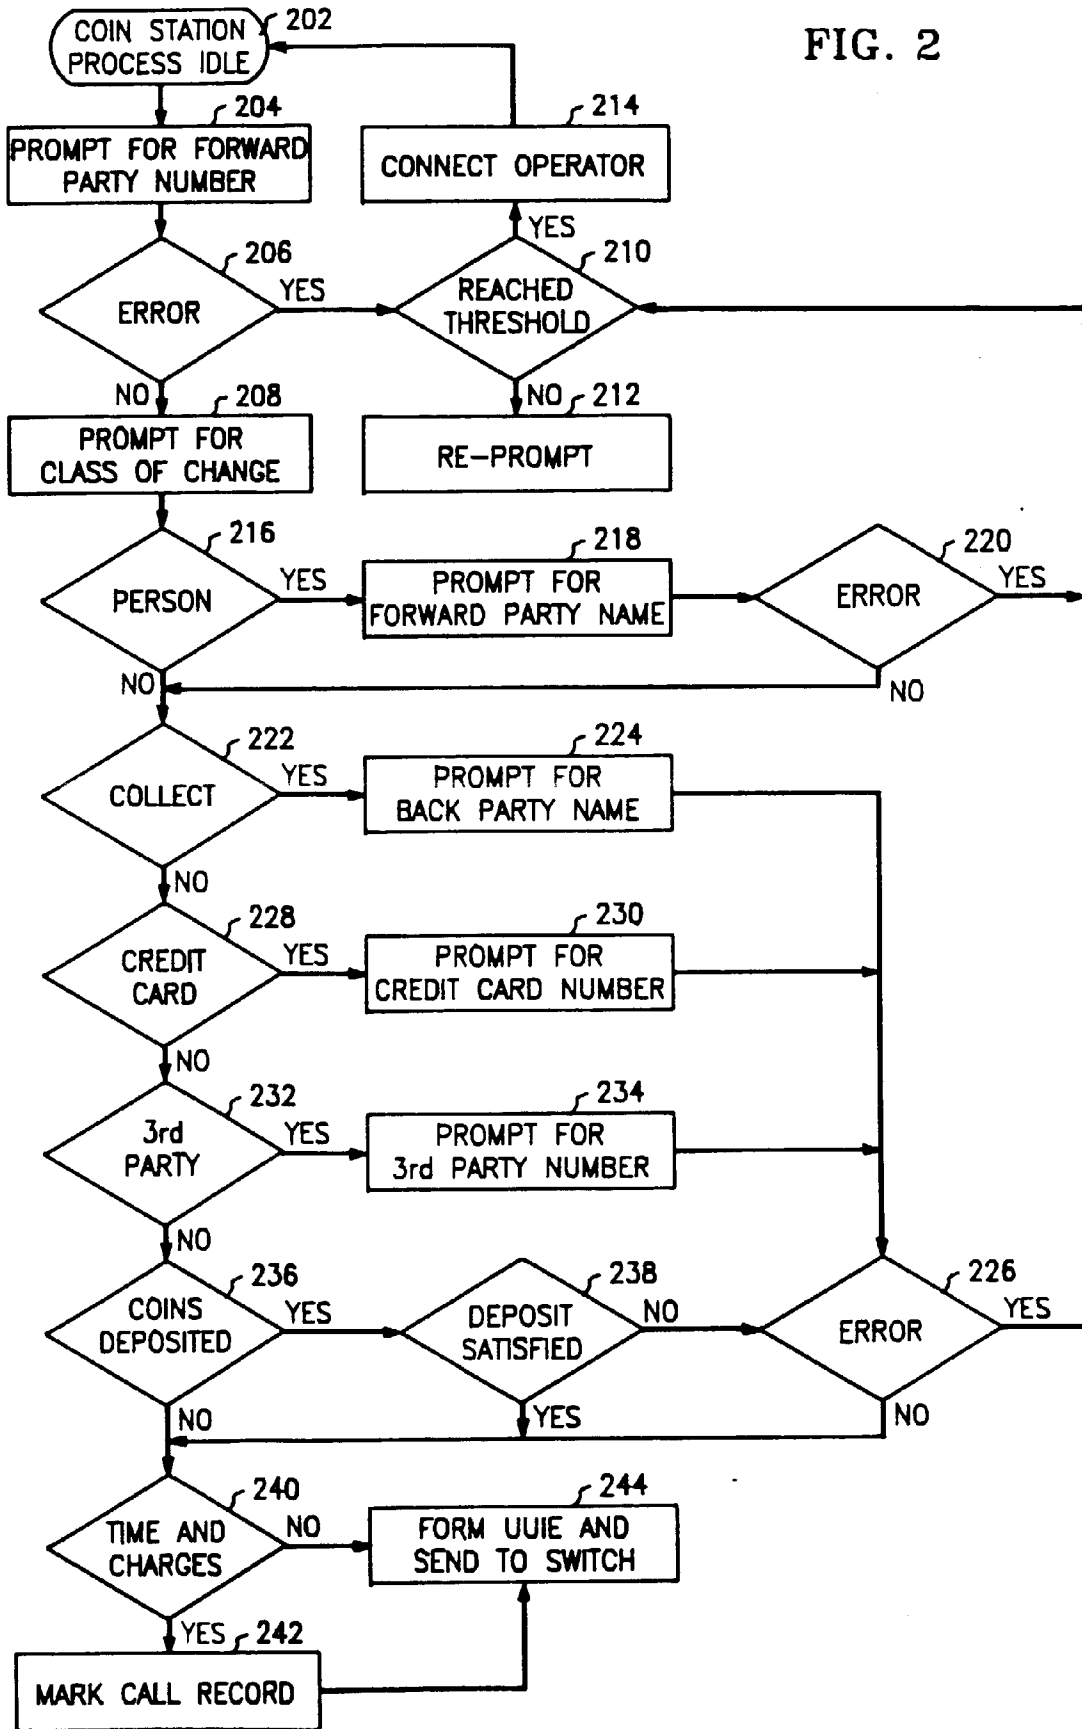 FIG. 2
COIN STATION
PROCESS IDLE
202
204
PROMPT FOR FORWARD
PARTY NUMBER
214
CONNECT OPERATOR
YES
206
ERROR
YES
210
REACHED
THRESHOLD
NO
NO
208
PROMPT FOR
CLASS OF CHANGE
212
RE-PROMPT
216
PERSON
YES
218
PROMPT FOR
FORWARD PARTY NAME
220
ERROR
YES
NO
NO
222
COLLECT
YES
224
PROMPT FOR
BACK PARTY NAME
NO
228
CREDIT
CARD
YES
230
PROMPT FOR
CREDIT CARD NUMBER
NO
232
3rd
PARTY
YES
234
PROMPT FOR
3rd PARTY NUMBER
NO
236
COINS
DEPOSITED
YES
238
DEPOSIT
SATISFIED
NO
226
ERROR
YES
NO
YES
NO
240
TIME AND
CHARGES
NO
244
FORM UUIE AND
SEND TO SWITCH
YES
242
MARK CALL RECORD